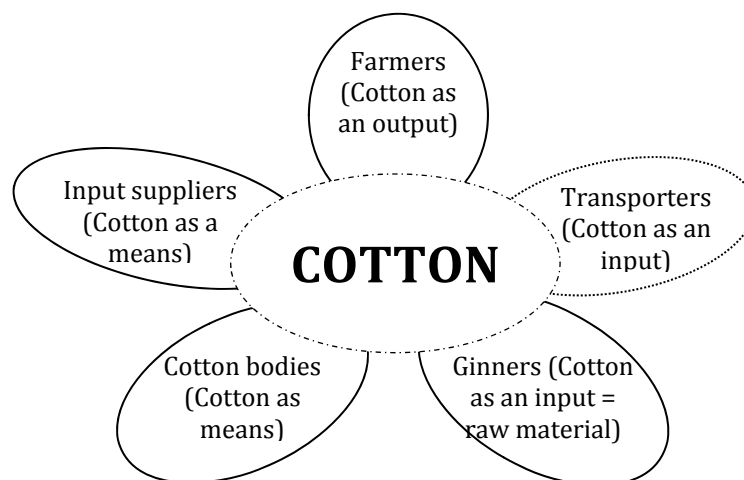 Farmers
(Cotton as
an output)
Input suppliers
(Cotton as a
means)
Transporters
(Cotton as an
input)
COTTON
Cotton bodies
(Cotton as
means)
Ginners (Cotton
as an input =
raw material)